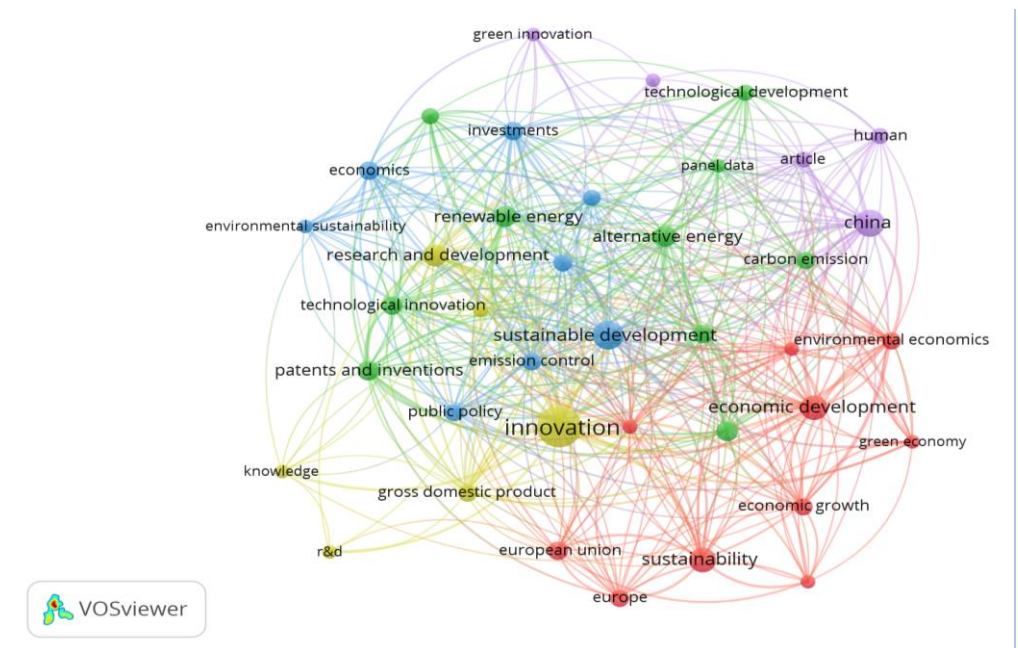 green innovation
technological development
investments
human
article
panel data
economics
renewable energy
china
environmental sustainability
alternative energy
research and development
carbon emission
technological innovation
sustainable development
environmental economics
emission control
patents and inventions
public policy
economic development
innovation
green economy
knowledge
gross domestic product
economic growth
r&d
european union
sustainability
europe
VOSviewer